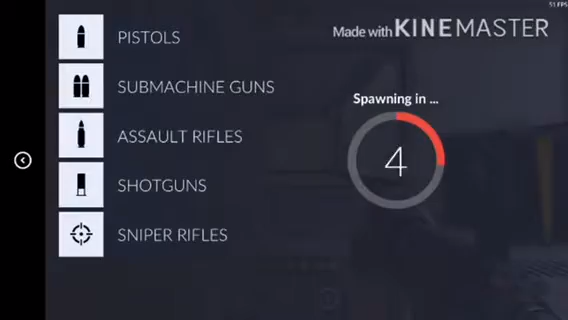 51 FPS
Made with KINEMASTER
PISTOLS
SUBMACHINE GUNS
ASSAULT RIFLES
SHOTGUNS
SNIPER RIFLES
Spawning in ...
4